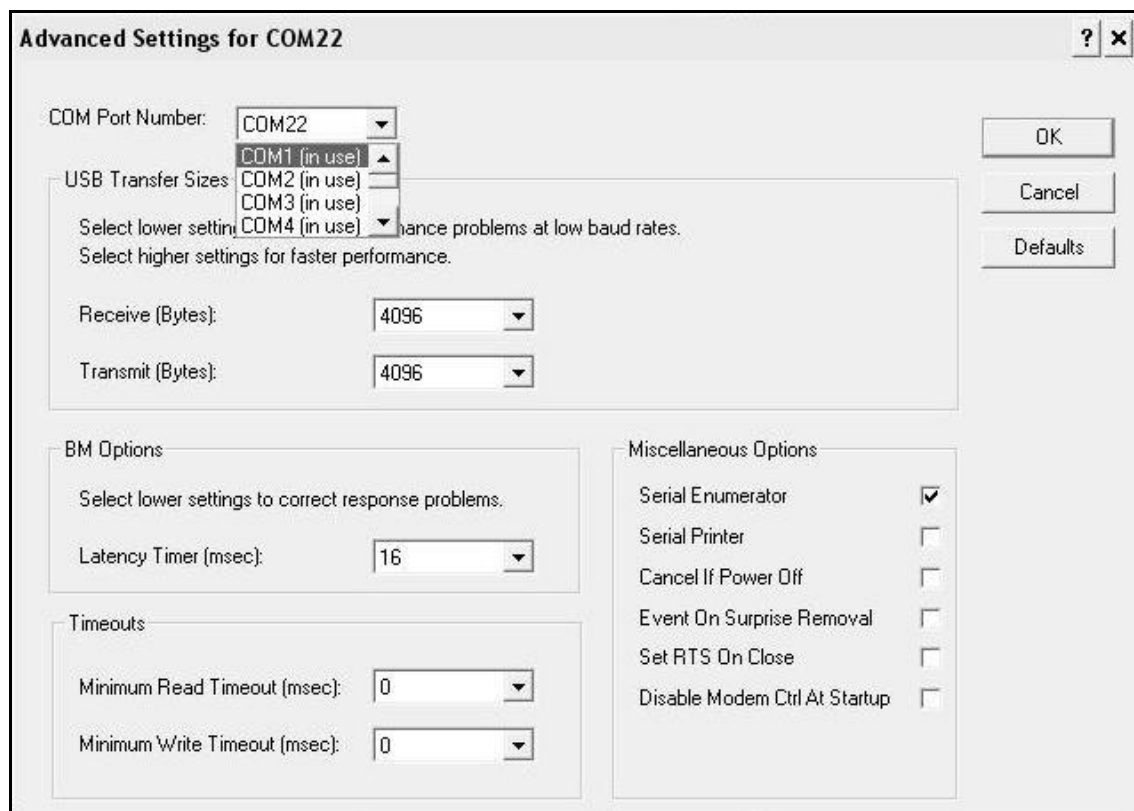 Advanced Settings for COM22
? ×
COM Port Number:
COM22
COM1 (in use)
COM2 (in use)
COM3 (in use)
COM4 (in use)
OK
Cancel
Defaults
USB Transfer Sizes
Select lower settin mance problems at low baud rates.
Select higher settings for faster performance.
Receive (Bytes): 4096
Transmit (Bytes): 4096
BM Options
Select lower settings to correct response problems.
Latency Timer (msec): 16
Timeouts
Minimum Read Timeout (msec): 0
Minimum Write Timeout (msec): 0
Miscellaneous Options
Serial Enumerator
Serial Printer
Cancel If Power Off
Event On Surprise Removal
Set RTS On Close
Disable Modem Ctrl At Startup